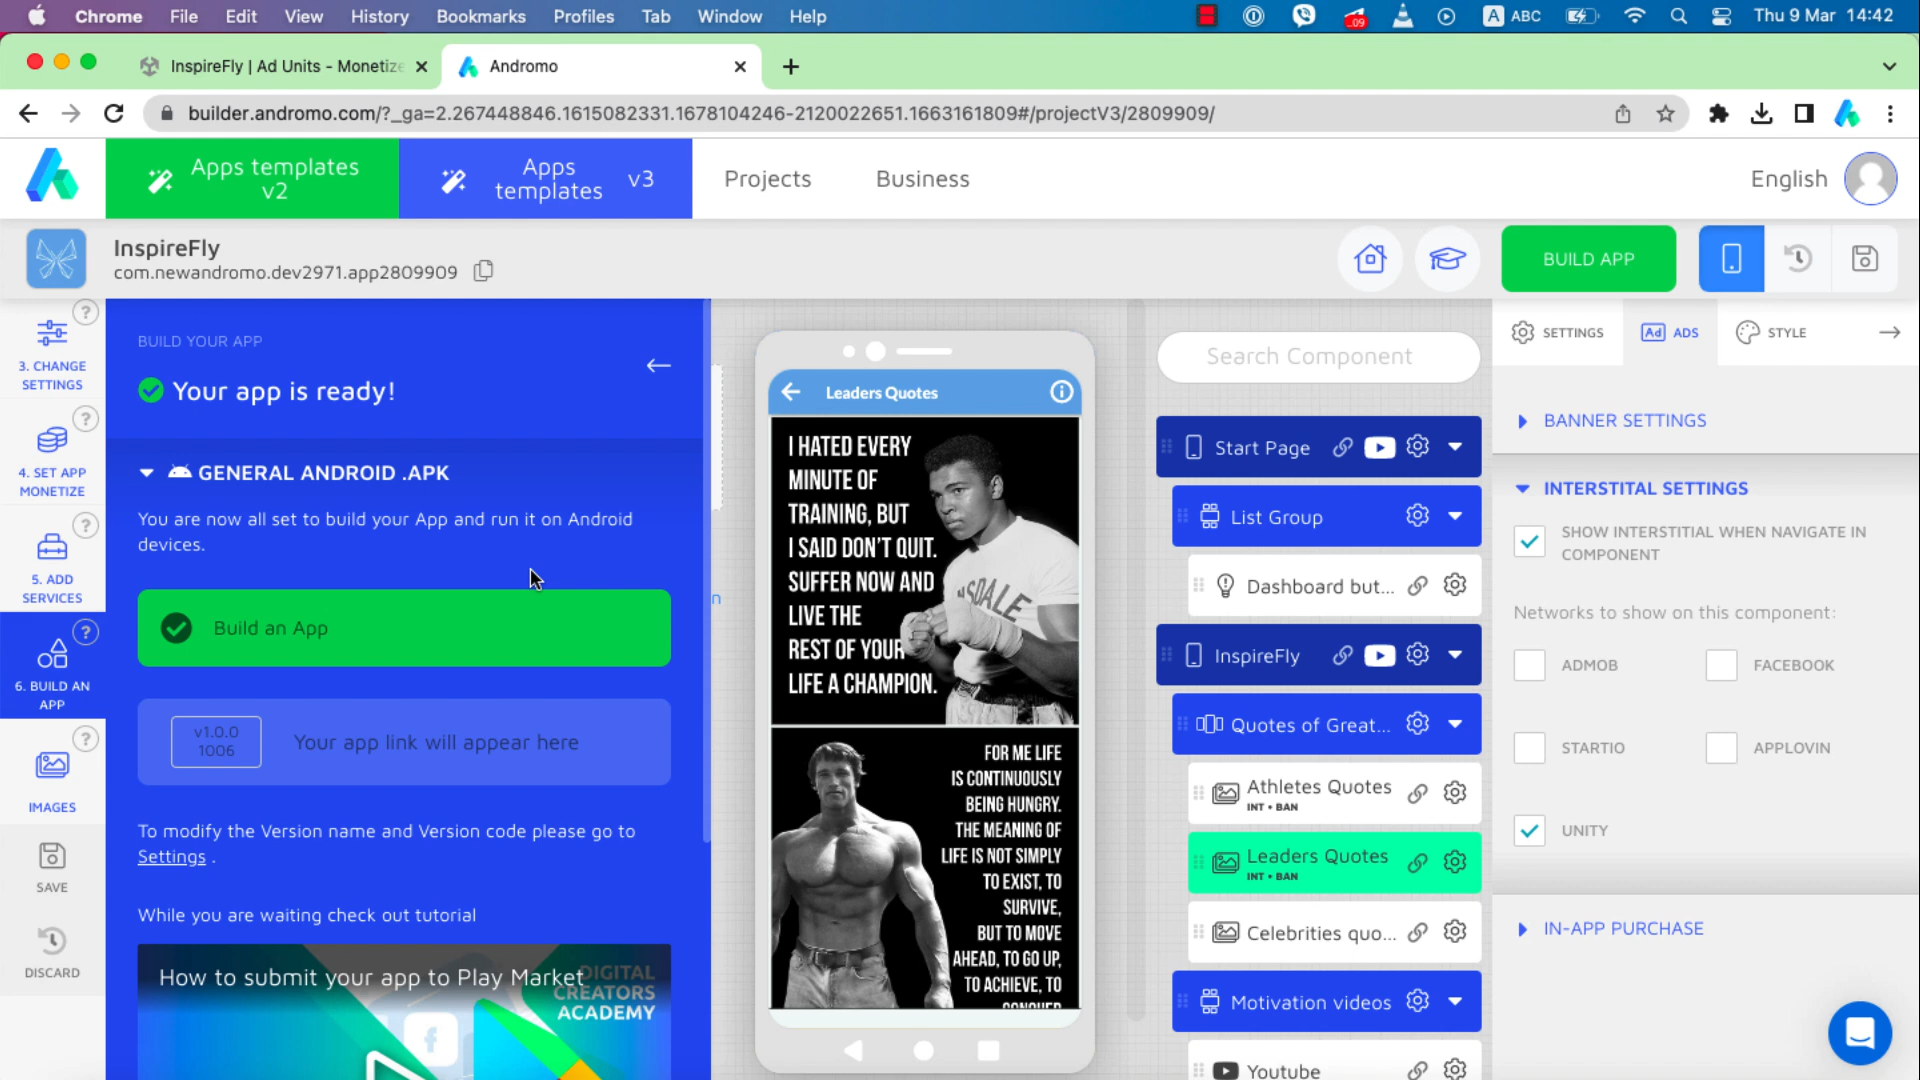 Chrome File Edit View History Bookmarks Profiles Tab Window Help
.09
A ABC
Thu 9 Mar 14:42
InspireFly | Ad Units - Monetize
Andromo
builder.andromo.com/?_ga=2.267448846.1615082331.1678104246-2120022651.1663161809#/projectV3/2809909/
Apps templates
v2
Apps
templates
v3
Projects
Business
English
InspireFly
com.newandromo.dev2971.app2809909
BUILD APP
3. CHANGE
SETTINGS
4. SET APP
MONETIZE
5. ADD
SERVICES
6. BUILD AN
APP
IMAGES
SAVE
DISCARD
BUILD YOUR APP
Your app is ready!
GENERAL ANDROID .APK
You are now all set to build your App and run it on Android
devices.
Build an App
v1.0.0
1006
Your app link will appear here
To modify the Version name and Version code please go to
Settings .
While you are waiting check out tutorial
How to submit your app to Play Market
DIGITAL
CREATORS
ACADEMY
n
Leaders Quotes
I HATED EVERY
MINUTE OF
TRAINING, BUT
I SAID DON'T QUIT.
SUFFER NOW AND
LIVE THE
REST OF YOUR
LIFE A CHAMPION.
FOR ME LIFE
IS CONTINUOUSLY
BEING HUNGRY.
THE MEANING OF
LIFE IS NOT SIMPLY
TO EXIST, TO
SURVIVE,
BUT TO MOVE
AHEAD, TO GO UP,
TO ACHIEVE, TO
CONQUER
Search Component
Start Page
List Group
Dashboard but...
InspireFly
Quotes of Great...
Athletes Quotes
INT • BAN
Leaders Quotes
INT • BAN
Celebrities quo...
Motivation videos
Youtube
SETTINGS
Ad ADS
STYLE
BANNER SETTINGS
INTERSTITAL SETTINGS
SHOW INTERSTITIAL WHEN NAVIGATE IN
COMPONENT
Networks to show on this component:
ADMOB
FACEBOOK
STARTIO
APPLOVIN
UNITY
IN-APP PURCHASE